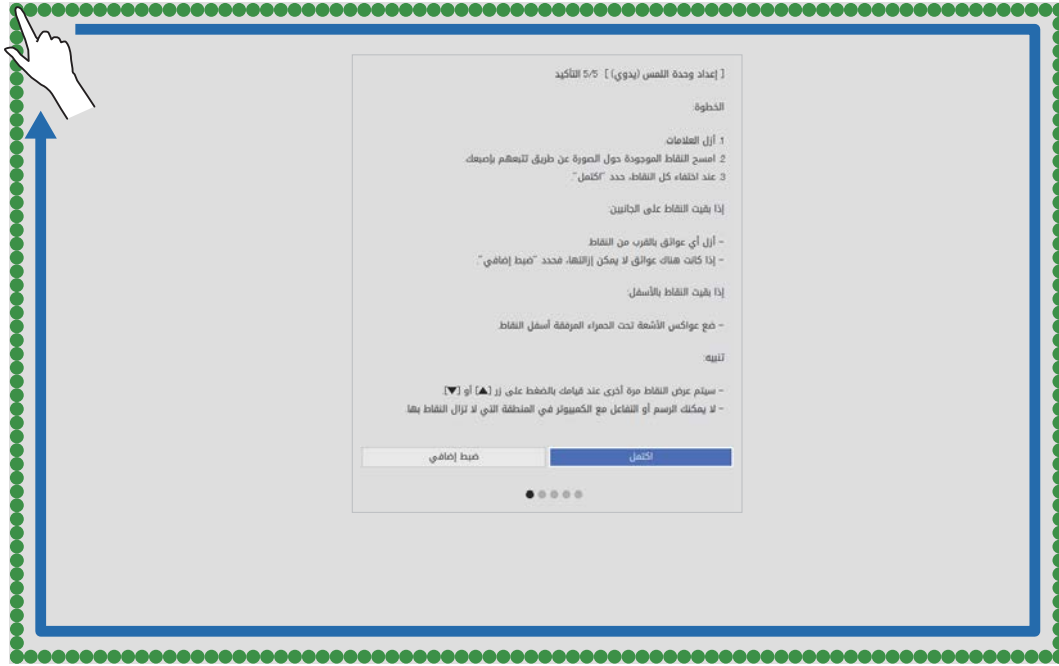 [ إعداد وحدة اللمس (يدوي) ] 5/5 التأكيد
الخطوة:
1. أزل العلامات.
2. امسح النقاط الموجودة حول الصورة عن طريق تتبعهم بإصبعك.
3. عند اختفاء كل النقاط، حدد "اكتمل".
إذا بقيت النقاط على الجانبين:
- أزل أي عوائق بالقرب من النقاط.
- إذا كانت هناك عوائق لا يمكن إزالتها، فحدد "ضبط إضافي".
إذا بقيت النقاط بالأسفل:
- ضع عواكس الأشعة تحت الحمراء المرفقة أسفل النقاط.
تنبيه:
- سيتم عرض النقاط مرة أخرى عند قيامك بالضغط على زر [▲] أو [▼].
- لا يمكنك الرسم أو التفاعل مع الكمبيوتر في المنطقة التي لا تزال النقاط بها.
اكتمل
ضبط إضافي